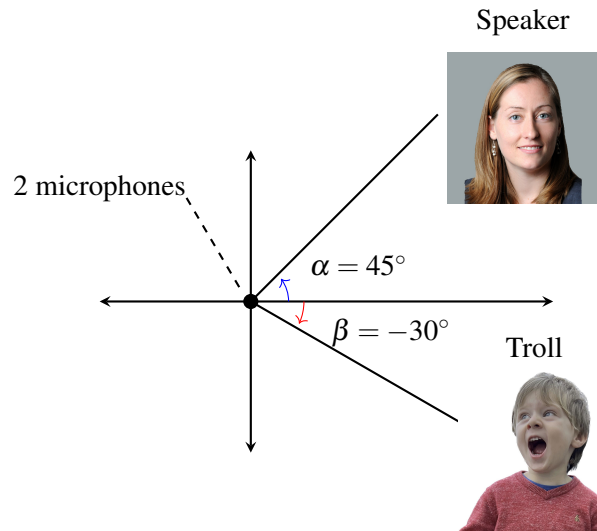 Speaker
2 microphones
α = 45°
β = −30°
Troll